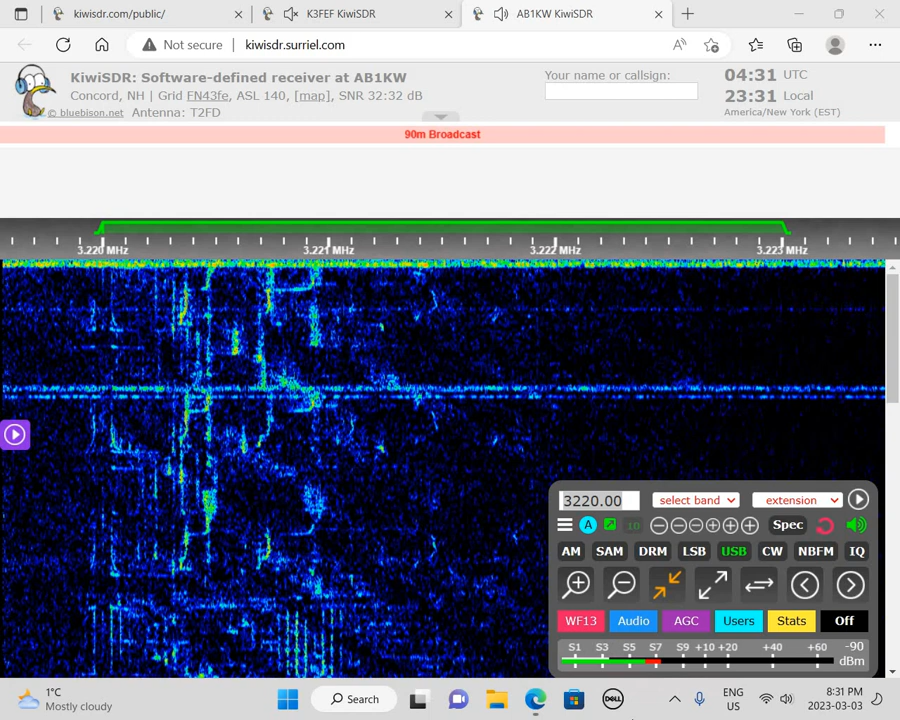 kiwisdr.com/public/
K3FEF KiwiSDR
AB1KW KiwiSDR
Not secure
kiwisdr.surriel.com
KiwiSDR: Software-defined receiver at AB1KW
Concord, NH | Grid FN43fe, ASL 140, [map], SNR 32:32 dB
© bluebison.net Antenna: T2FD
Your name or callsign:
04:31 UTC
23:31 Local
America/New York (EST)
90m Broadcast
3.220 MHz 3.221 MHz 3.222 MHz 3.223 MHz
3220.00 select band extension
A 10 Spec
AM SAM DRM LSB USB CW NBFM IQ
WF13 Audio AGC Users Stats Off
S1 S3 S5 S7 S9 +10 +20 +40 +60 -90
dBm
1°C
Mostly cloudy
Search
DELL
ENG
US
8:31 PM
2023-03-03